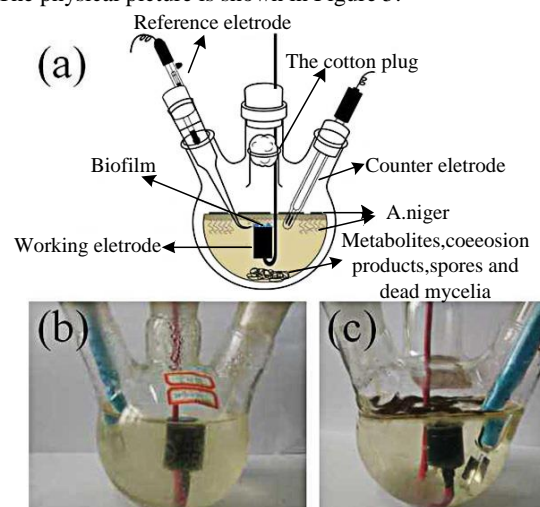 The physical picture is shown in Figure 3.
Reference eletrode
(a)
The cotton plug
Biofilm
Counter eletrode
A.niger
Working eletrode
Metabolites,coeeosion
products,spores and
dead mycelia
(b)
(c)